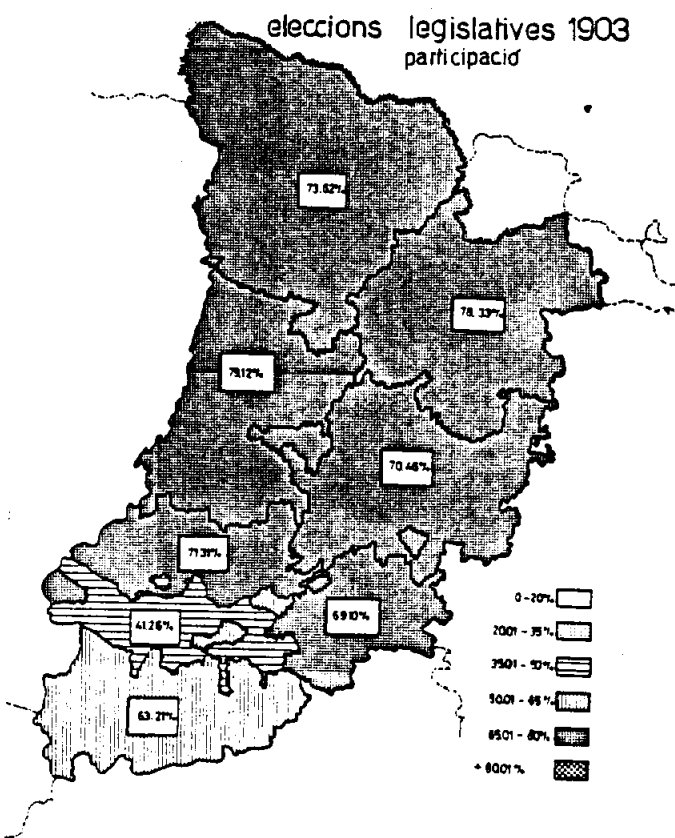 eleccions legislatives 1903
participació
73.62%
78.33%
79.12%
70.46%
71.31%
69.10%
41.26%
63.21%
0-20%
20.01 - 35%
35.01 - 50%
50.01 - 65%
65.01 - 80%
+ 80.01%